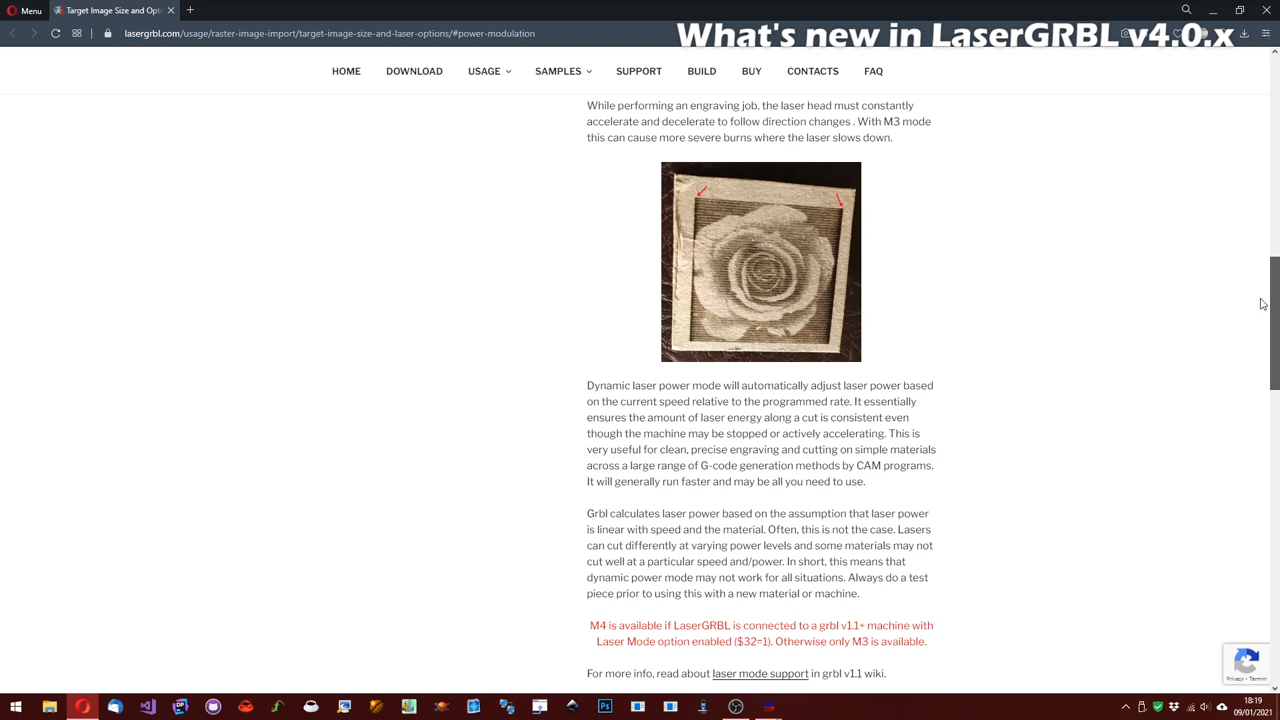 Menu
Target Image Size and Opti
What's new in LaserGRBL v4.0.x
lasergrbl.com/usage/raster-image-import/target-image-size-and-laser-options/#power-modulation
HOME DOWNLOAD USAGE SAMPLES SUPPORT BUILD BUY CONTACTS FAQ
While performing an engraving job, the laser head must constantly
accelerate and decelerate to follow direction changes . With M3 mode
this can cause more severe burns where the laser slows down.
Dynamic laser power mode will automatically adjust laser power based
on the current speed relative to the programmed rate. It essentially
ensures the amount of laser energy along a cut is consistent even
though the machine may be stopped or actively accelerating. This is
very useful for clean, precise engraving and cutting on simple materials
across a large range of G-code generation methods by CAM programs.
It will generally run faster and may be all you need to use.
Grbl calculates laser power based on the assumption that laser power
is linear with speed and the material. Often, this is not the case. Lasers
can cut differently at varying power levels and some materials may not
cut well at a particular speed and/power. In short, this means that
dynamic power mode may not work for all situations. Always do a test
piece prior to using this with a new material or machine.
M4 is available if LaserGRBL is connected to a grbl v1.1+ machine with
Laser Mode option enabled ($32=1). Otherwise only M3 is available.
For more info, read about laser mode support in grbl v1.1 wiki.
Privacy - Termini
18:19
09/01/2021